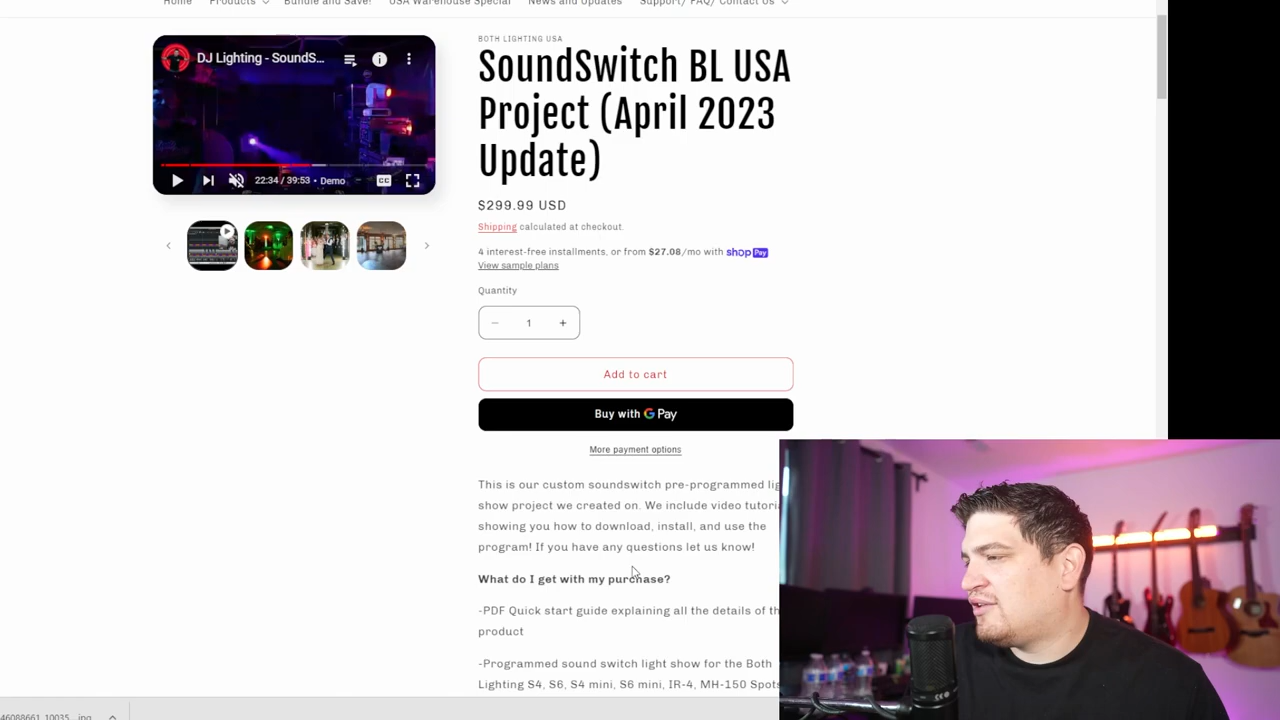 Home Products Bundle and Save! USA Warehouse Special News and Updates Support/ FAQ/ Contact Us
DJ Lighting - SoundS...
22:34 / 39:53 • Demo
CC
BOTH LIGHTING USA
SoundSwitch BL USA
Project (April 2023
Update)
$299.99 USD
Shipping calculated at checkout.
4 interest-free installments, or from $27.08/mo with shop Pay
View sample plans
Quantity
− 1 +
Add to cart
Buy with G Pay
More payment options
This is our custom soundswitch pre-programmed lig
show project we created on. We include video tutoria
showing you how to download, install, and use the
program! If you have any questions let us know!
What do I get with my purchase?
-PDF Quick start guide explaining all the details of th
product
-Programmed sound switch light show for the Both
Lighting S4, S6, S4 mini, S6 mini, IR-4, MH-150 Spots
46088661_10035....jpg